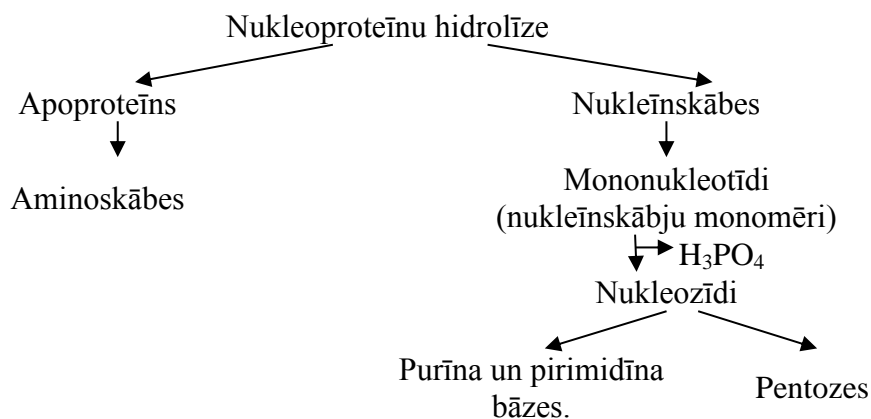 Nukleoproteīnu hidrolīze
Apoproteīns
Nukleīnskābes
Aminoskābes
Mononukleotīdi
(nukleīnskābju monomēri)
H₃PO₄
Nukleozīdi
Purīna un pirimidīna
bāzes.
Pentozes